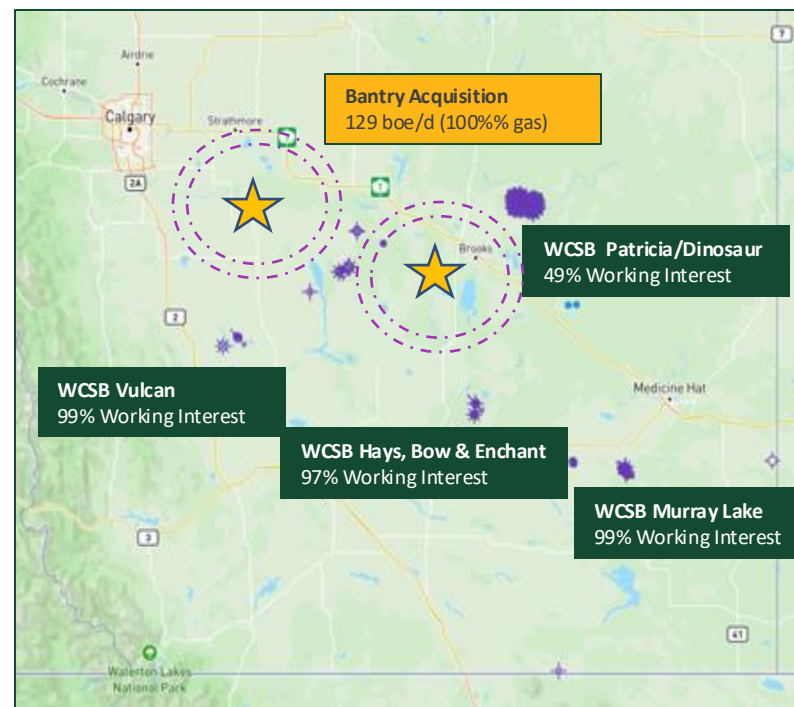 Airdrie
7
Cochrane
Bantry Acquisition
129 boe/d (100%% gas)
Calgary
Strathmore
1
2A
WCSB Patricia/Dinosaur
49% Working Interest
Brooks
2
WCSB Vulcan
99% Working Interest
Medicine Hat
WCSB Hays, Bow & Enchant
97% Working Interest
WCSB Murray Lake
99% Working Interest
3
41
Waterton Lakes
National Park